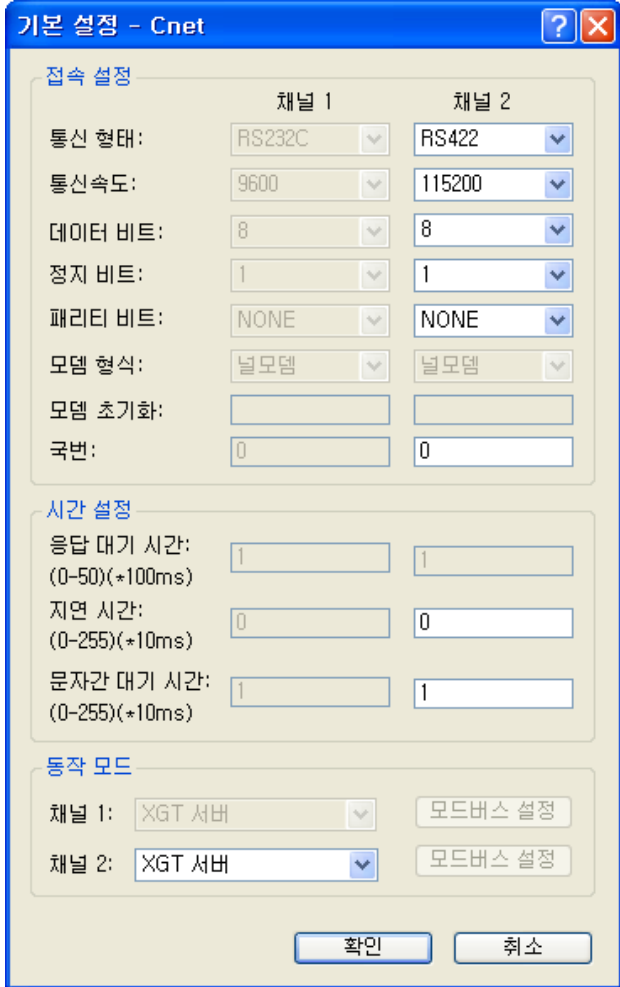 기본 설정 - Cnet
접속 설정
채널 1 채널 2
통신 형태: RS232C RS422
통신속도: 9600 115200
데이터 비트: 8 8
정지 비트: 1 1
패리티 비트: NONE NONE
모뎀 형식: 널모뎀 널모뎀
모뎀 초기화:
국번: 0 0
시간 설정
응답 대기 시간: 1 1
(0-50)(*100ms)
지연 시간: 0 0
(0-255)(*10ms)
문자간 대기 시간: 1 1
(0-255)(*10ms)
동작 모드
채널 1: XGT 서버 모드버스 설정
채널 2: XGT 서버 모드버스 설정
확인 취소